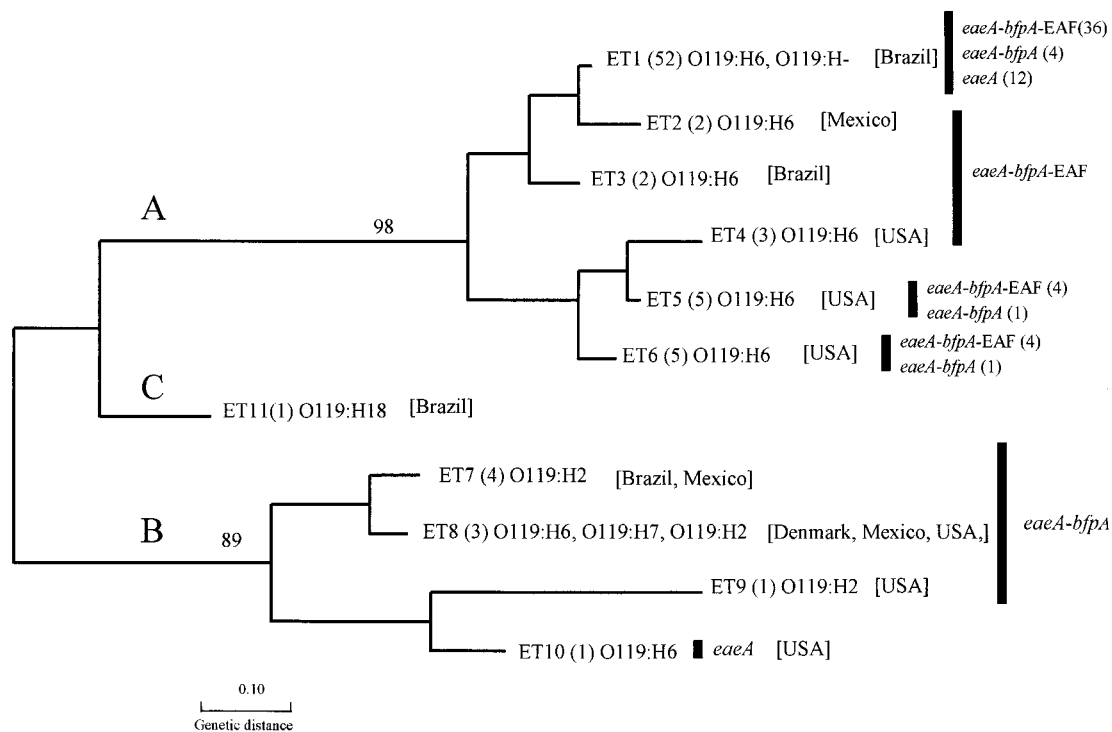 eaeA-bfpA-EAF(36)
ET1 (52) O119:H6, O119:H- [Brazil] eaeA-bfpA (4)
eaeA (12)
ET2 (2) O119:H6 [Mexico]
ET3 (2) O119:H6 [Brazil] eaeA-bfpA-EAF
A
98
ET4 (3) O119:H6 [USA]
eaeA-bfpA-EAF (4)
ET5 (5) O119:H6 [USA]
eaeA-bfpA (1)
eaeA-bfpA-EAF (4)
ET6 (5) O119:H6 [USA]
eaeA-bfpA (1)
C
ET11(1) O119:H18 [Brazil]
ET7 (4) O119:H2 [Brazil, Mexico]
B
89
ET8 (3) O119:H6, O119:H7, O119:H2 [Denmark, Mexico, USA,] eaeA-bfpA
ET9 (1) O119:H2 [USA]
ET10 (1) O119:H6 eaeA [USA]
0.10
Genetic distance